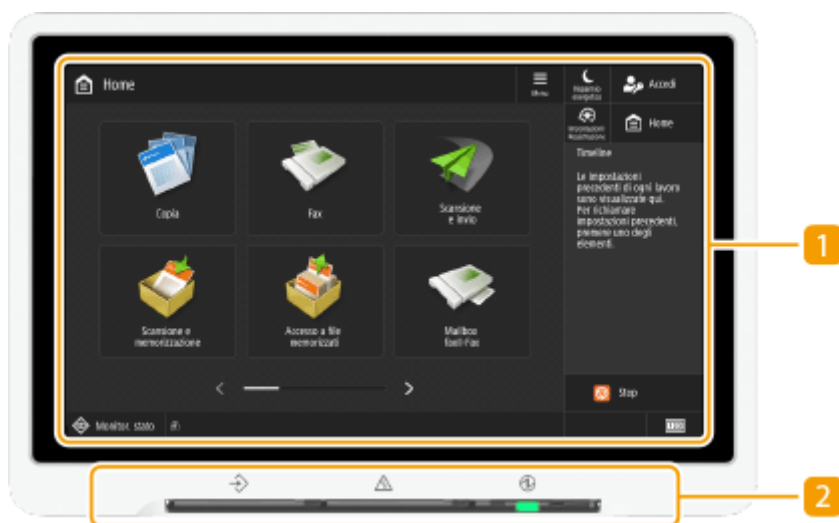 Home
Menu
Risparmio
energetico
Accedi
Impostazioni/
Registrazione
Home
Copia
Fax
Scansione
e invio
Timeline
Le impostazioni
precedenti di ogni lavoro
sono visualizzate qui.
Per richiamare
impostazioni precedenti,
premere uno degli
elementi.
1
Scansione e
memorizzazione
Accesso a file
memorizzati
Mailbox
fax/I-Fax
Stop
Monitor. stato
2